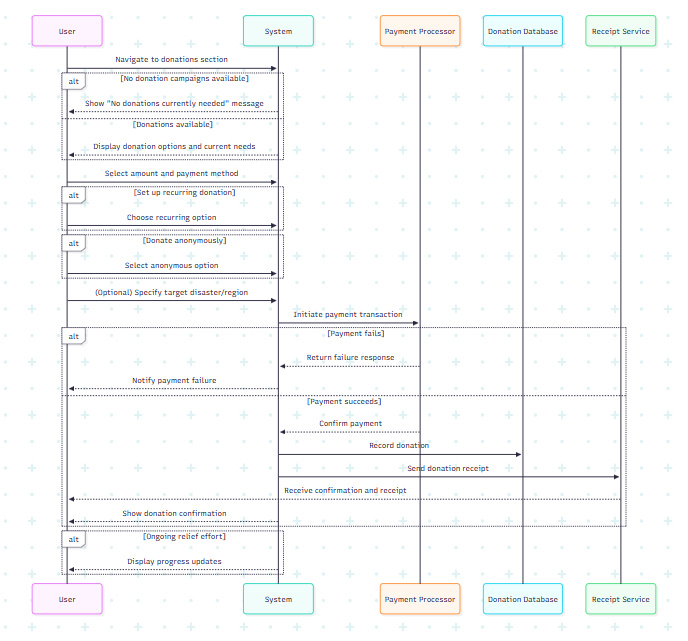 User
System
Payment Processor
Donation Database
Receipt Service
Navigate to donations section
alt
[No donation campaigns available]
Show "No donations currently needed" message
[Donations available]
Display donation options and current needs
Select amount and payment method
alt
[Set up recurring donation]
Choose recurring option
alt
[Donate anonymously]
Select anonymous option
(Optional) Specify target disaster/region
Initiate payment transaction
alt
[Payment fails]
Return failure response
Notify payment failure
[Payment succeeds]
Confirm payment
Record donation
Send donation receipt
Receive confirmation and receipt
Show donation confirmation
alt
[Ongoing relief effort]
Display progress updates
User
System
Payment Processor
Donation Database
Receipt Service